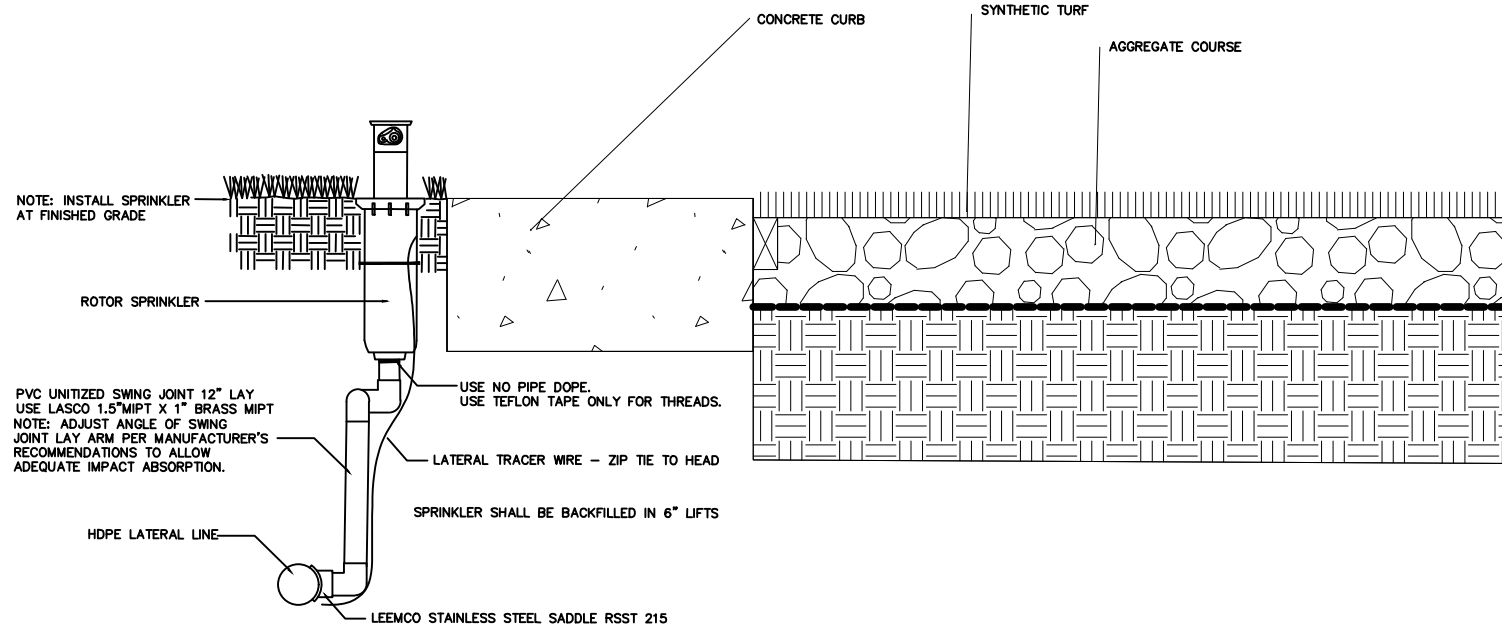 CONCRETE CURB
SYNTHETIC TURF
AGGREGATE COURSE
NOTE: INSTALL SPRINKLER
AT FINISHED GRADE
ROTOR SPRINKLER
PVC UNITIZED SWING JOINT 12" LAY
USE LASCO 1.5"MIPT X 1" BRASS MIPT
NOTE: ADJUST ANGLE OF SWING
JOINT LAY ARM PER MANUFACTURER'S
RECOMMENDATIONS TO ALLOW
ADEQUATE IMPACT ABSORPTION.
USE NO PIPE DOPE.
USE TEFLON TAPE ONLY FOR THREADS.
LATERAL TRACER WIRE – ZIP TIE TO HEAD
SPRINKLER SHALL BE BACKFILLED IN 6" LIFTS
HDPE LATERAL LINE
LEEMCO STAINLESS STEEL SADDLE RSST 215